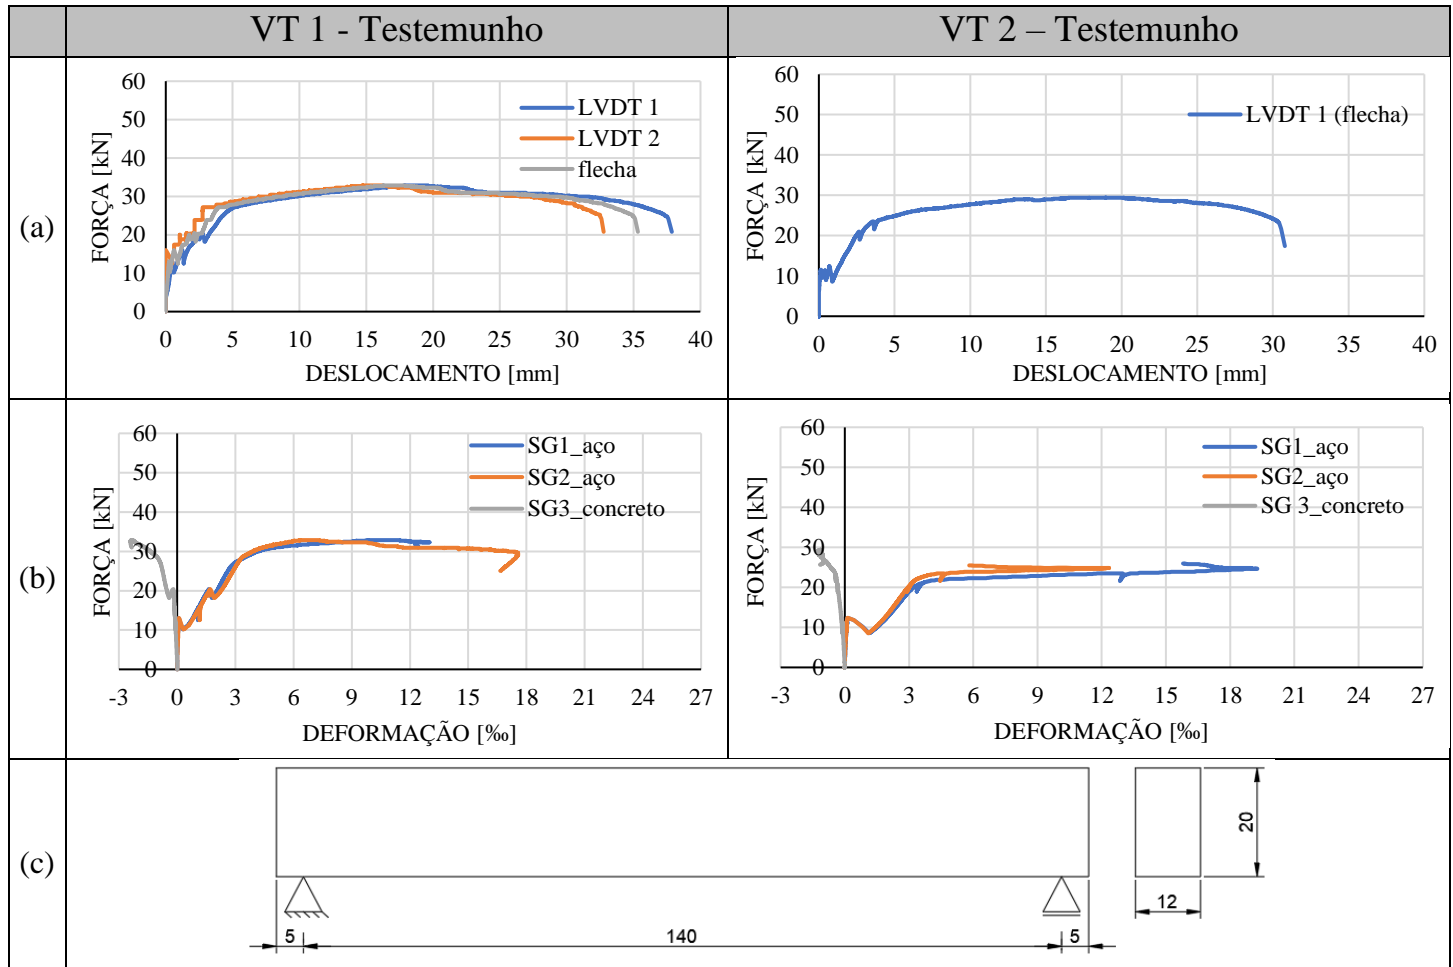 VT 1 - Testemunho
VT 2 – Testemunho
(a)
FORÇA [kN]
60
50
40
30
20
10
0
LVDT 1
LVDT 2
flecha
0 5 10 15 20 25 30 35 40
DESLOCAMENTO [mm]
FORÇA [kN]
60
50
40
30
20
10
0
LVDT 1 (flecha)
0 5 10 15 20 25 30 35 40
DESLOCAMENTO [mm]
(b)
FORÇA [kN]
60
50
40
30
20
10
0
SG1_aço
SG2_aço
SG3_concreto
-3 0 3 6 9 12 15 18 21 24 27
DEFORMAÇÃO [‰]
FORÇA [kN]
60
50
40
30
20
10
0
SG1_aço
SG2_aço
SG 3_concreto
-3 0 3 6 9 12 15 18 21 24 27
DEFORMAÇÃO [‰]
(c)
20
12
5 140 5